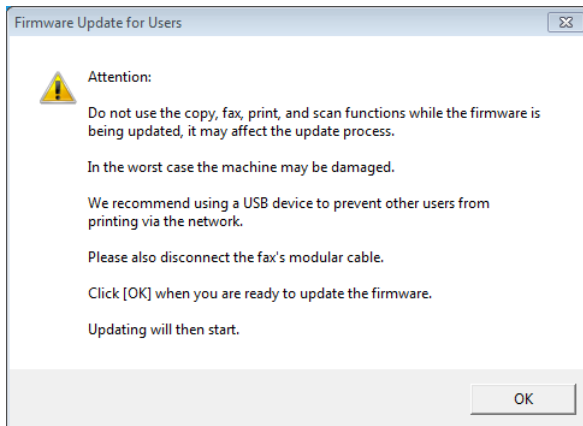 Firmware Update for Users
Attention:
Do not use the copy, fax, print, and scan functions while the firmware is
being updated, it may affect the update process.
In the worst case the machine may be damaged.
We recommend using a USB device to prevent other users from
printing via the network.
Please also disconnect the fax's modular cable.
Click [OK] when you are ready to update the firmware.
Updating will then start.
OK